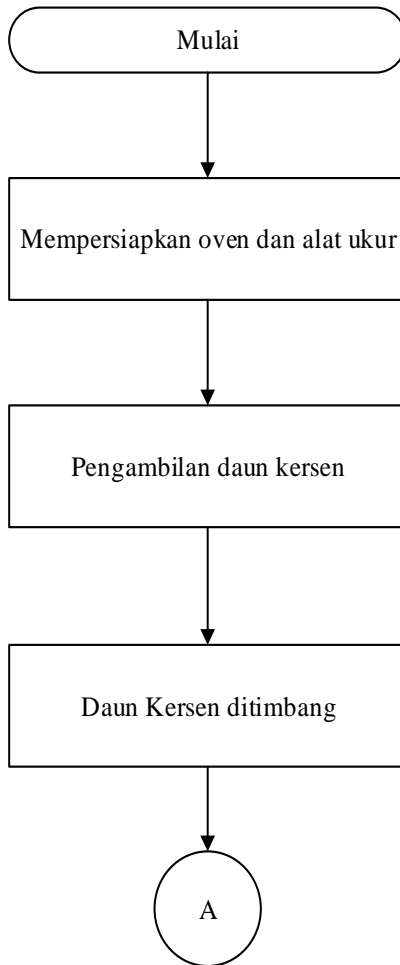 Mulai
Mempersiapkan oven dan alat ukur
Pengambilan daun kersen
Daun Kersen ditimbang
A